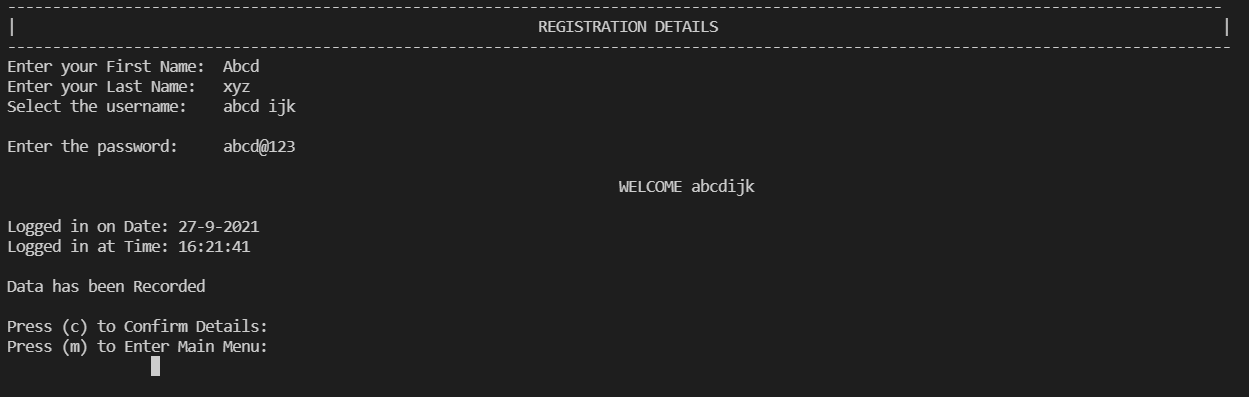 ---------------------------------------------------------------------------------------------------------------------------------------
| REGISTRATION DETAILS |
----------------------------------------------------------------------------------------------------------------------------------------
Enter your First Name: Abcd
Enter your Last Name: xyz
Select the username: abcd ijk
Enter the password: abcd@123
WELCOME abcdijk
Logged in on Date: 27-9-2021
Logged in at Time: 16:21:41
Data has been Recorded
Press (c) to Confirm Details:
Press (m) to Enter Main Menu: